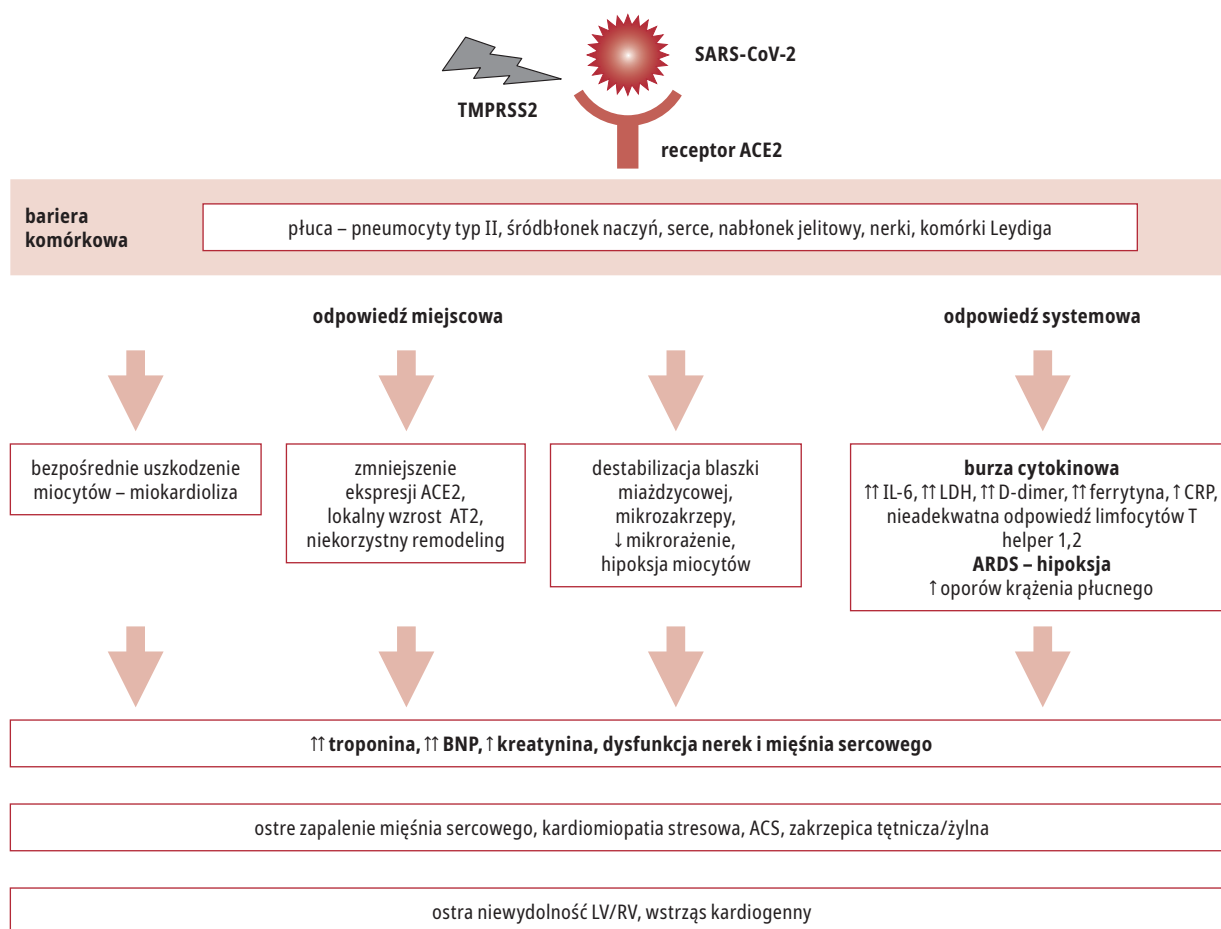 SARS-CoV-2
TMPRSS2
receptor ACE2
bariera
komórkowa
płuca – pneumocyty typ II, śródbłonek naczyń, serce, nabłonek jelitowy, nerki, komórki Leydiga
odpowiedź miejscowa
odpowiedź systemowa
bezpośrednie uszkodzenie
miocytów – miokardioliza
zmniejszenie
ekspresji ACE2,
lokalny wzrost AT2,
niekorzystny remodeling
destabilizacja blaszki
miażdzycowej,
mikrozakrzepy,
↓ mikrorażenie,
hipoksja miocytów
burza cytokinowa
⇈ IL-6, ⇈ LDH, ⇈ D-dimer, ⇈ ferrytyna, ↑ CRP,
nieadekwatna odpowiedź limfocytów T
helper 1,2
ARDS – hipoksja
↑ oporów krążenia płucnego
⇈ troponina, ⇈ BNP, ↑ kreatynina, dysfunkcja nerek i mięśnia sercowego
ostre zapalenie mięśnia sercowego, kardiomiopatia stresowa, ACS, zakrzepica tętnicza/żylna
ostra niewydolność LV/RV, wstrząs kardiogenny